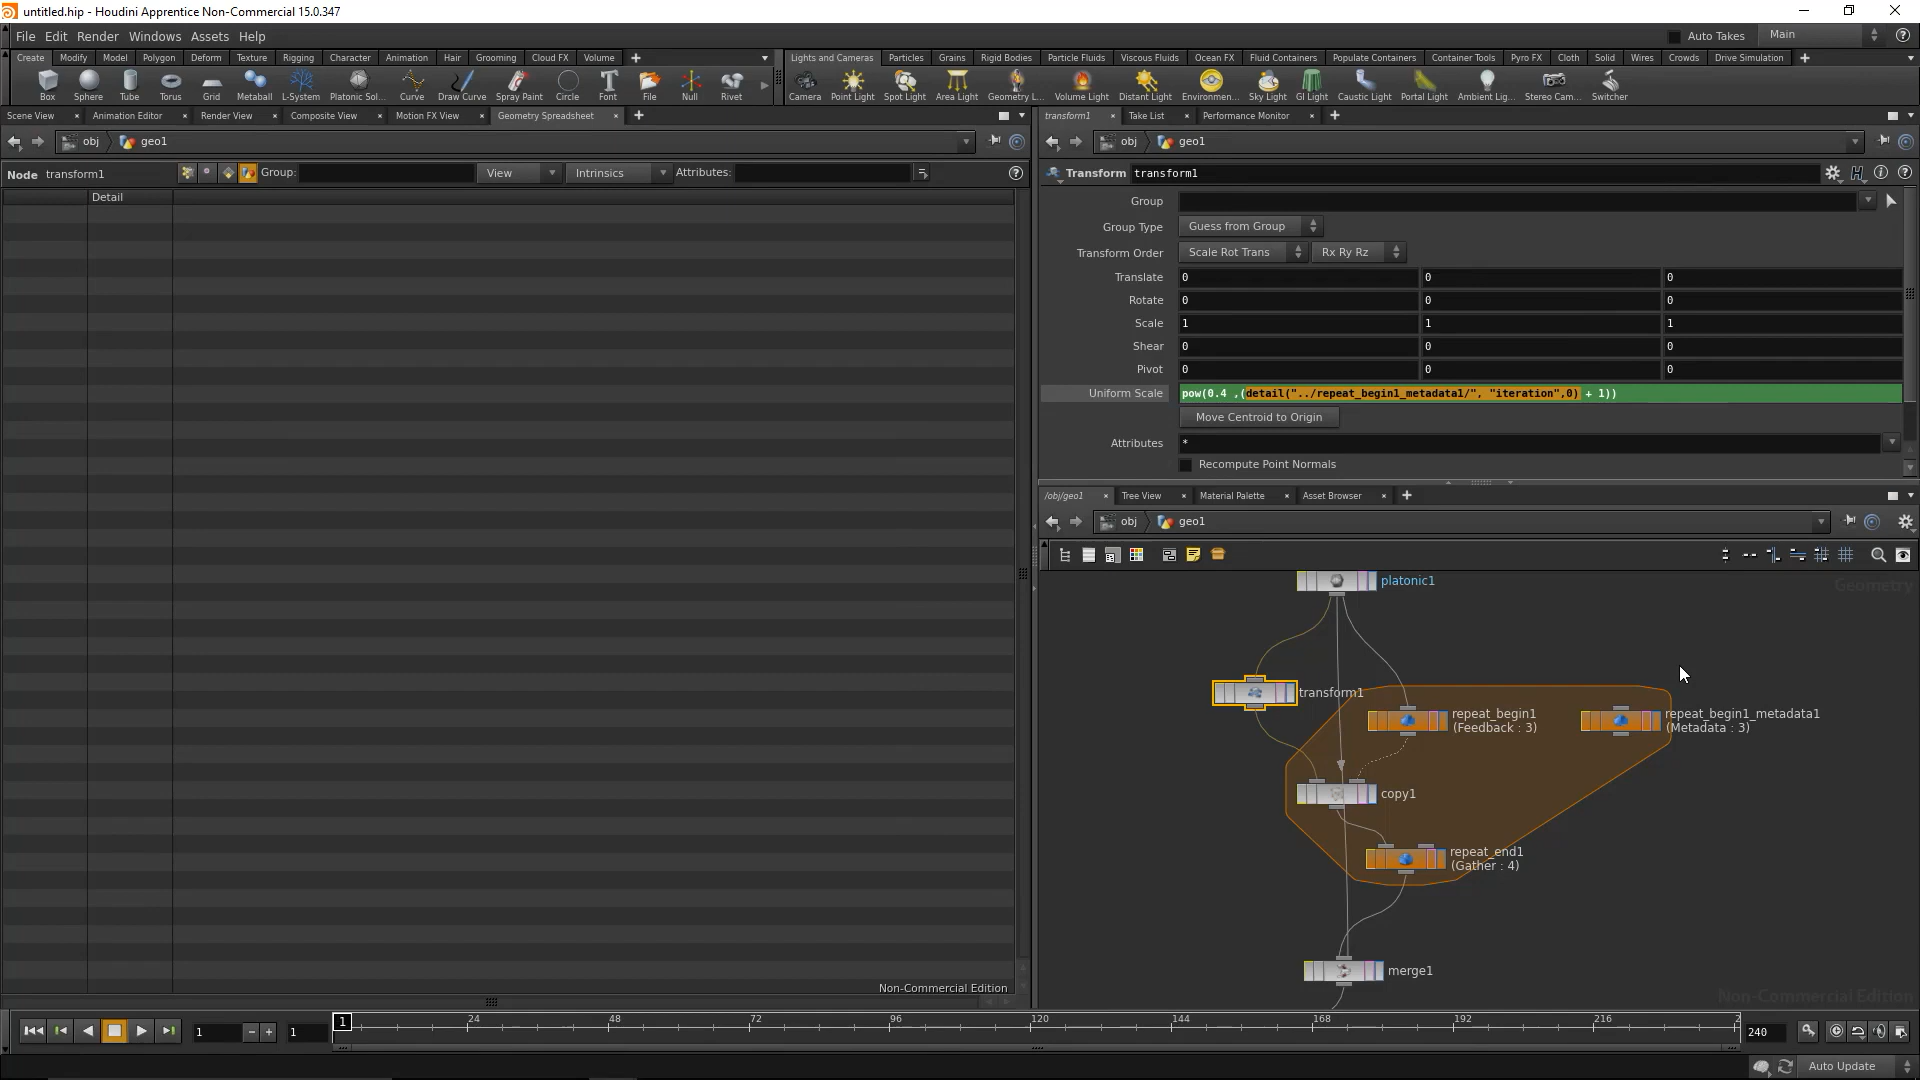 untitled.hip - Houdini Apprentice Non-Commercial 15.0.347
File Edit Render Windows Assets Help
Auto Takes Main
Create Modify Model Polygon Deform Texture Rigging Character Animation Hair Grooming Cloud FX Volume
Lights and Cameras Particles Grains Rigid Bodies Particle Fluids Viscous Fluids Ocean FX Fluid Containers Populate Containers Container Tools Pyro FX Cloth Solid Wires Crowds Drive Simulation
Box Sphere Tube Torus Grid Metaball L-System Platonic Sol... Curve Draw Curve Spray Paint Circle Font File Null Rivet
Camera Point Light Spot Light Area Light Geometry L... Volume Light Distant Light Environmen... Sky Light GI Light Caustic Light Portal Light Ambient Lig... Stereo Cam... Switcher
Scene View Animation Editor Render View Composite View Motion FX View Geometry Spreadsheet
transform1 Take List Performance Monitor
obj geo1
obj geo1
Node transform1 Group: View Intrinsics Attributes:
Detail
Transform transform1
Group
Group Type Guess from Group
Transform Order Scale Rot Trans Rx Ry Rz
Translate 0 0 0
Rotate 0 0 0
Scale 1 1 1
Shear 0 0 0
Pivot 0 0 0
Uniform Scale pow(0.4 ,(detail("../repeat_begin1_metadata1/", "iteration",0) + 1))
Move Centroid to Origin
Attributes *
Recompute Point Normals
/obj/geo1 Tree View Material Palette Asset Browser
obj geo1
Geometry
platonic1
transform1
repeat_begin1
(Feedback : 3)
repeat_begin1_metadata1
(Metadata : 3)
copy1
repeat_end1
(Gather : 4)
merge1
Non-Commercial Edition
Non-Commercial Edition
1 1 1 24 48 72 96 120 144 168 192 216 2 240
Auto Update